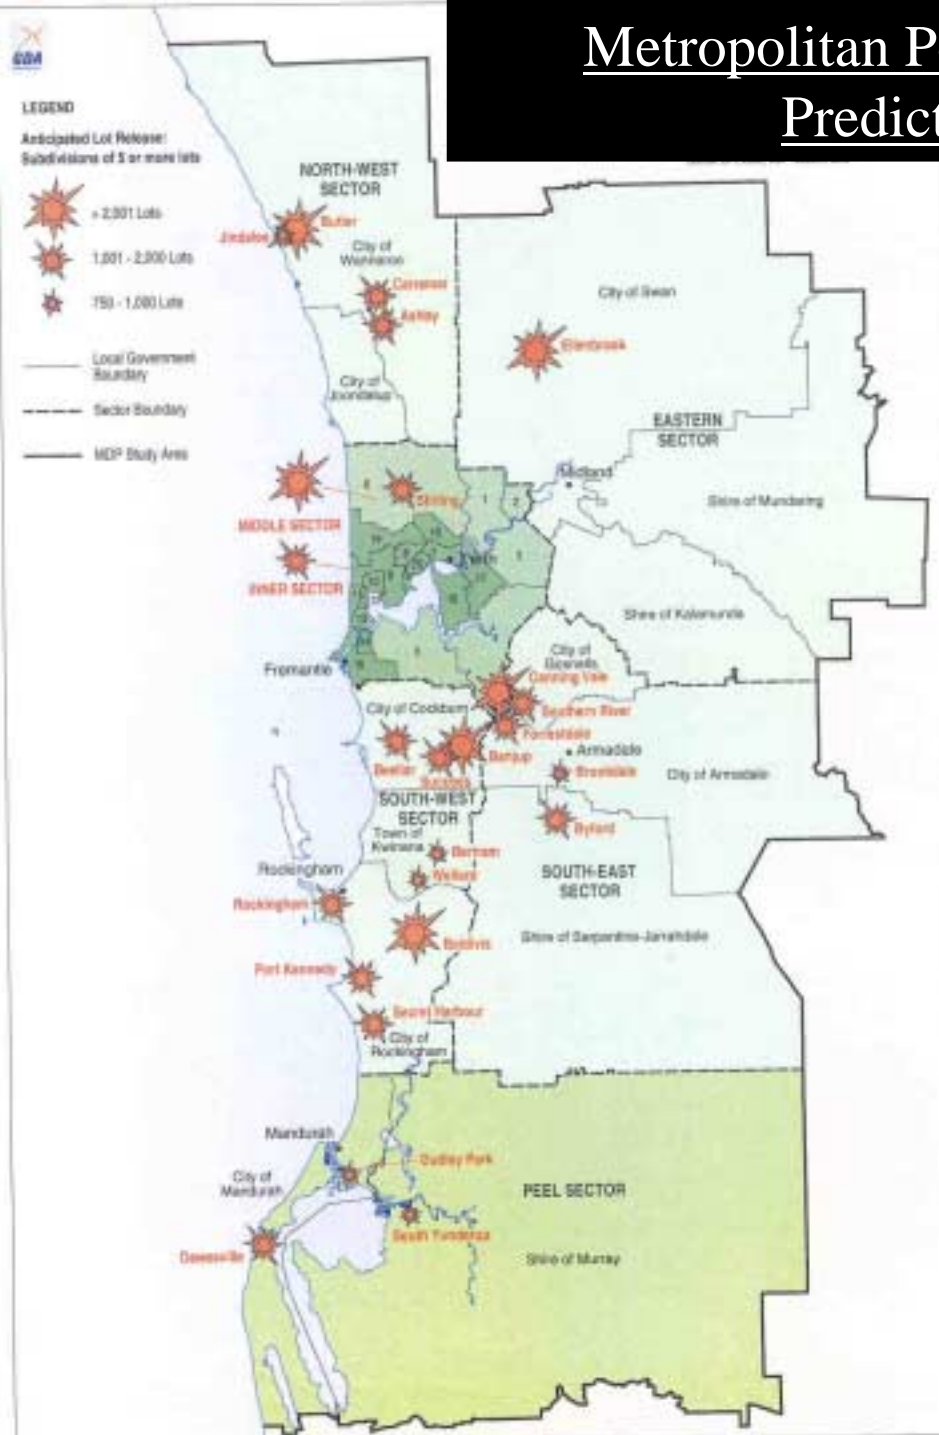 Metropolitan P
Predict
UDIA
LEGEND
Anticipated Lot Release:
Subdivisions of 5 or more lots
> 2,001 Lots
1,001 - 2,000 Lots
750 - 1,000 Lots
Local Government
Boundary
Sector Boundary
MDP Study Area
NORTH-WEST
SECTOR
Butler
Jindalee
City of
Wanneroo
Carramar
Ashby
City of Swan
Ellenbrook
City of
Joondalup
EASTERN
SECTOR
Midland
Shire of Mundaring
Stirling
MIDDLE SECTOR
INNER SECTOR
Perth
Shire of Kalamunda
Fremantle
City of
Gosnells
Canning Vale
Southern River
Forrestdale
City of Cockburn
Banjup
Beeliar
Success
Armadale
Brookdale
City of Armadale
SOUTH-WEST
SECTOR
Byford
Town of
Kwinana
Bertram
Wellard
SOUTH-EAST
SECTOR
Rockingham
Rockingham
Baldivis
Shire of Serpentine-Jarrahdale
Port Kennedy
Secret Harbour
City of
Rockingham
Mandurah
Dudley Park
City of
Mandurah
PEEL SECTOR
South Yunderup
Dawesville
Shire of Murray